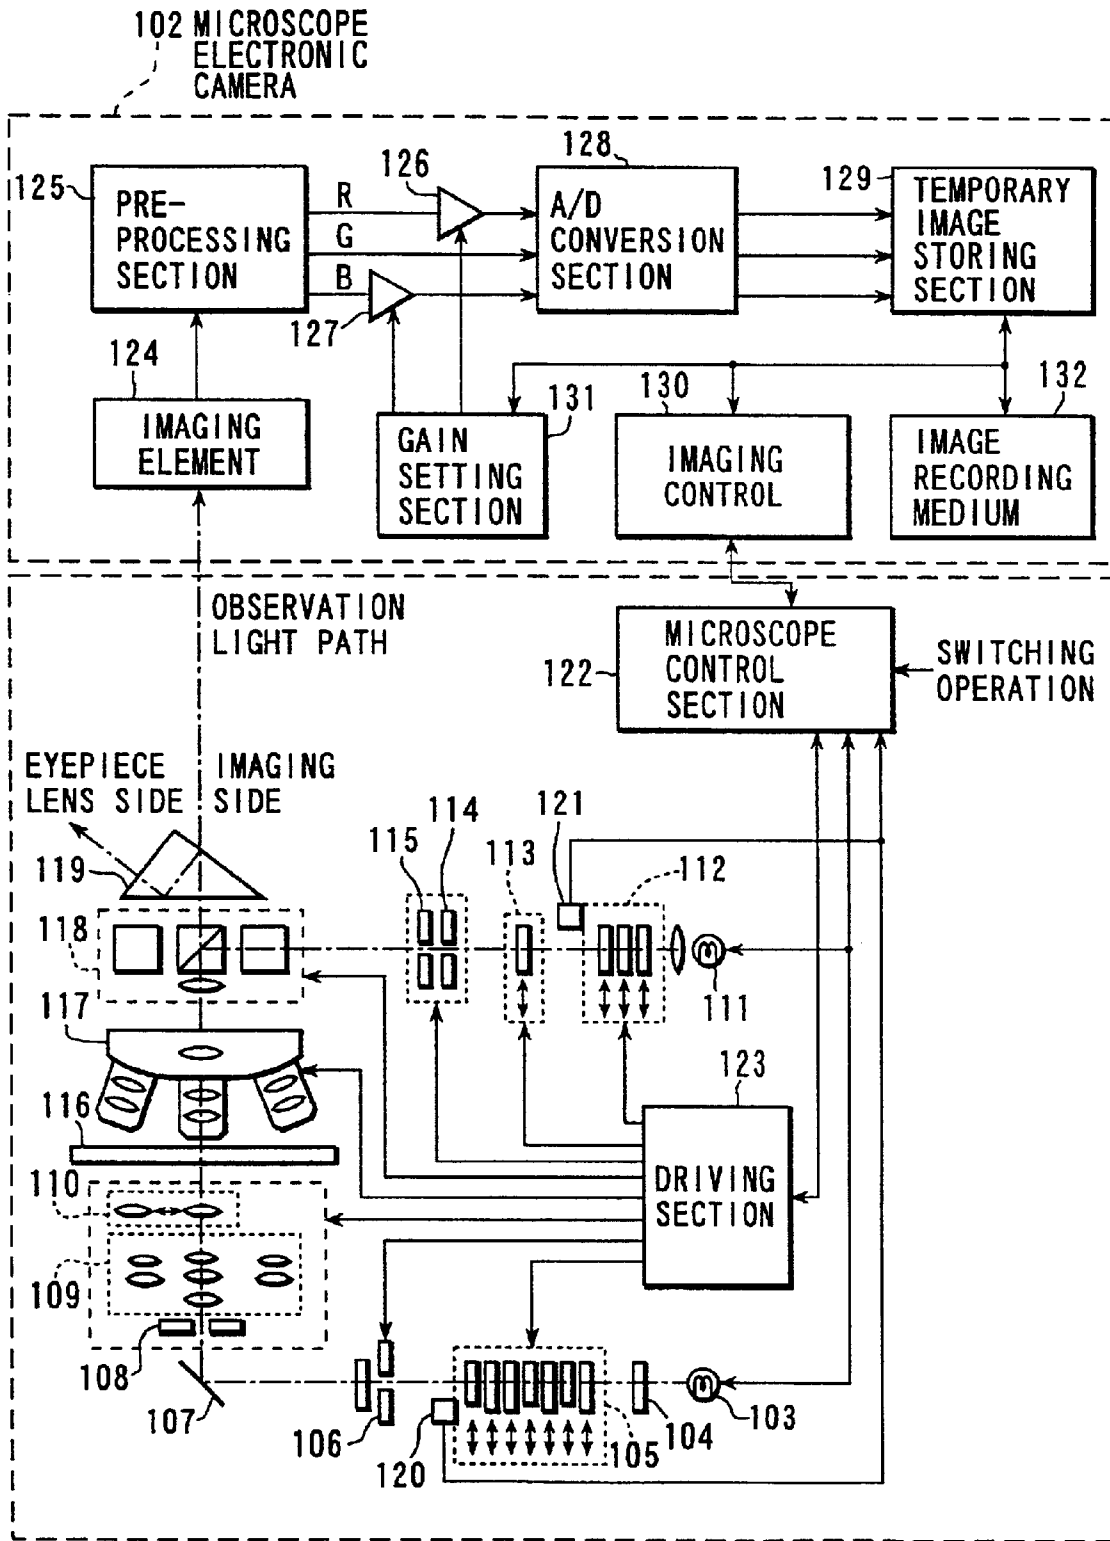 102 MICROSCOPE
ELECTRONIC
CAMERA
125
PRE-
PROCESSING
SECTION
R
G
B
126
127
128
A/D
CONVERSION
SECTION
129
TEMPORARY
IMAGE
STORING
SECTION
124
IMAGING
ELEMENT
131
GAIN
SETTING
SECTION
130
IMAGING
CONTROL
132
IMAGE
RECORDING
MEDIUM
OBSERVATION
LIGHT PATH
122
MICROSCOPE
CONTROL
SECTION
SWITCHING
OPERATION
EYEPIECE
LENS SIDE
IMAGING
SIDE
119
115
114
113
121
112
118
111
117
123
DRIVING
SECTION
116
110
109
108
107
106
120
105
104
103